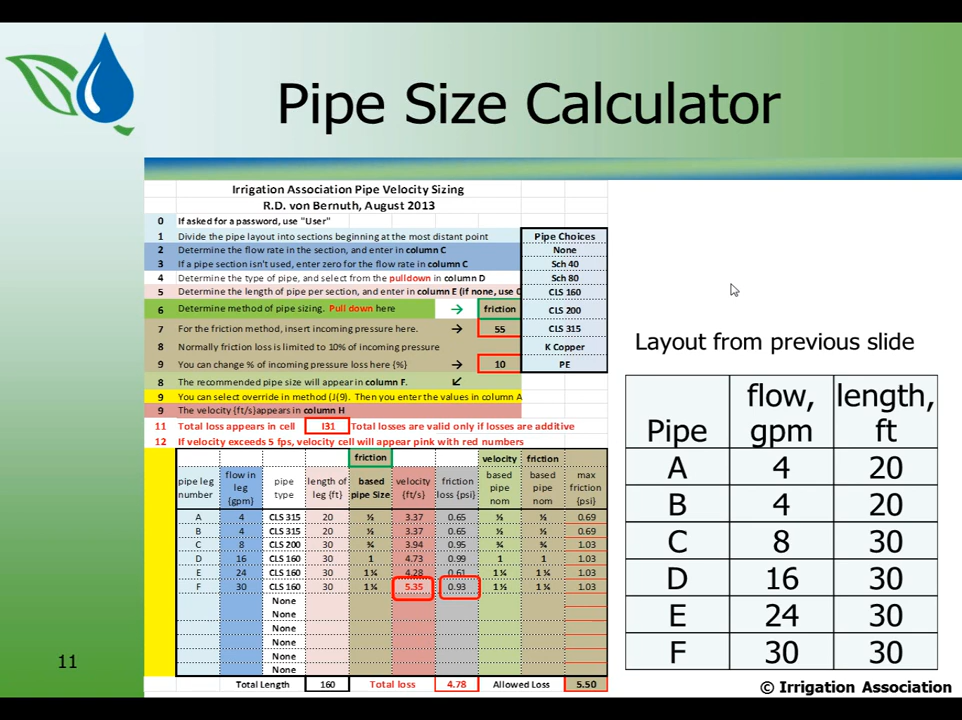 Pipe Size Calculator
Irrigation Association Pipe Velocity Sizing
R.D. von Bernuth, August 2013
0 If asked for a password, use "User"
1 Divide the pipe layout into sections beginning at the most distant point
2 Determine the flow rate in the section, and enter in column C
3 If a pipe section isn't used, enter zero for the flow rate in column C
4 Determine the type of pipe, and select from the pulldown in column D
5 Determine the length of pipe per section, and enter in column E (if none, use 0
6 Determine method of pipe sizing. Pull down here → friction
7 For the friction method, insert incoming pressure here. → 55
8 Normally friction loss is limited to 10% of incoming pressure
9 You can change % of incoming pressure loss here {%} → 10
8 The recommended pipe size will appear in column F. ↙
9 You can select override in method (J(9). Then you enter the values in column A
9 The velocity {ft/s}appears in column H
11 Total loss appears in cell I31 Total losses are valid only if losses are additive
12 If velocity exceeds 5 fps, velocity cell will appear pink with red numbers
Pipe Choices
None
Sch 40
Sch 80
CLS 160
CLS 200
CLS 315
K Copper
PE
friction velocity friction
pipe leg number flow in leg {gpm} pipe type length of leg {ft} based pipe Size velocity {ft/s} friction loss {psi} based pipe nom based pipe nom max friction {psi}
A 4 CLS 315 20 ½ 3.37 0.65 ½ ½ 0.69
B 4 CLS 315 20 ½ 3.37 0.65 ½ ½ 0.69
C 8 CLS 200 30 ¾ 3.94 0.95 ¾ ¾ 1.03
D 16 CLS 160 30 1 4.73 0.99 1 1 1.03
E 24 CLS 160 30 1¼ 4.28 0.61 1¼ 1¼ 1.03
F 30 CLS 160 30 1¼ 5.35 0.93 1½ 1¼ 1.03
None
None
None
None
None
None
Total Length 160 Total loss 4.78 Allowed Loss 5.50
Layout from previous slide
Pipe flow, gpm length, ft
A 4 20
B 4 20
C 8 30
D 16 30
E 24 30
F 30 30
11
© Irrigation Association